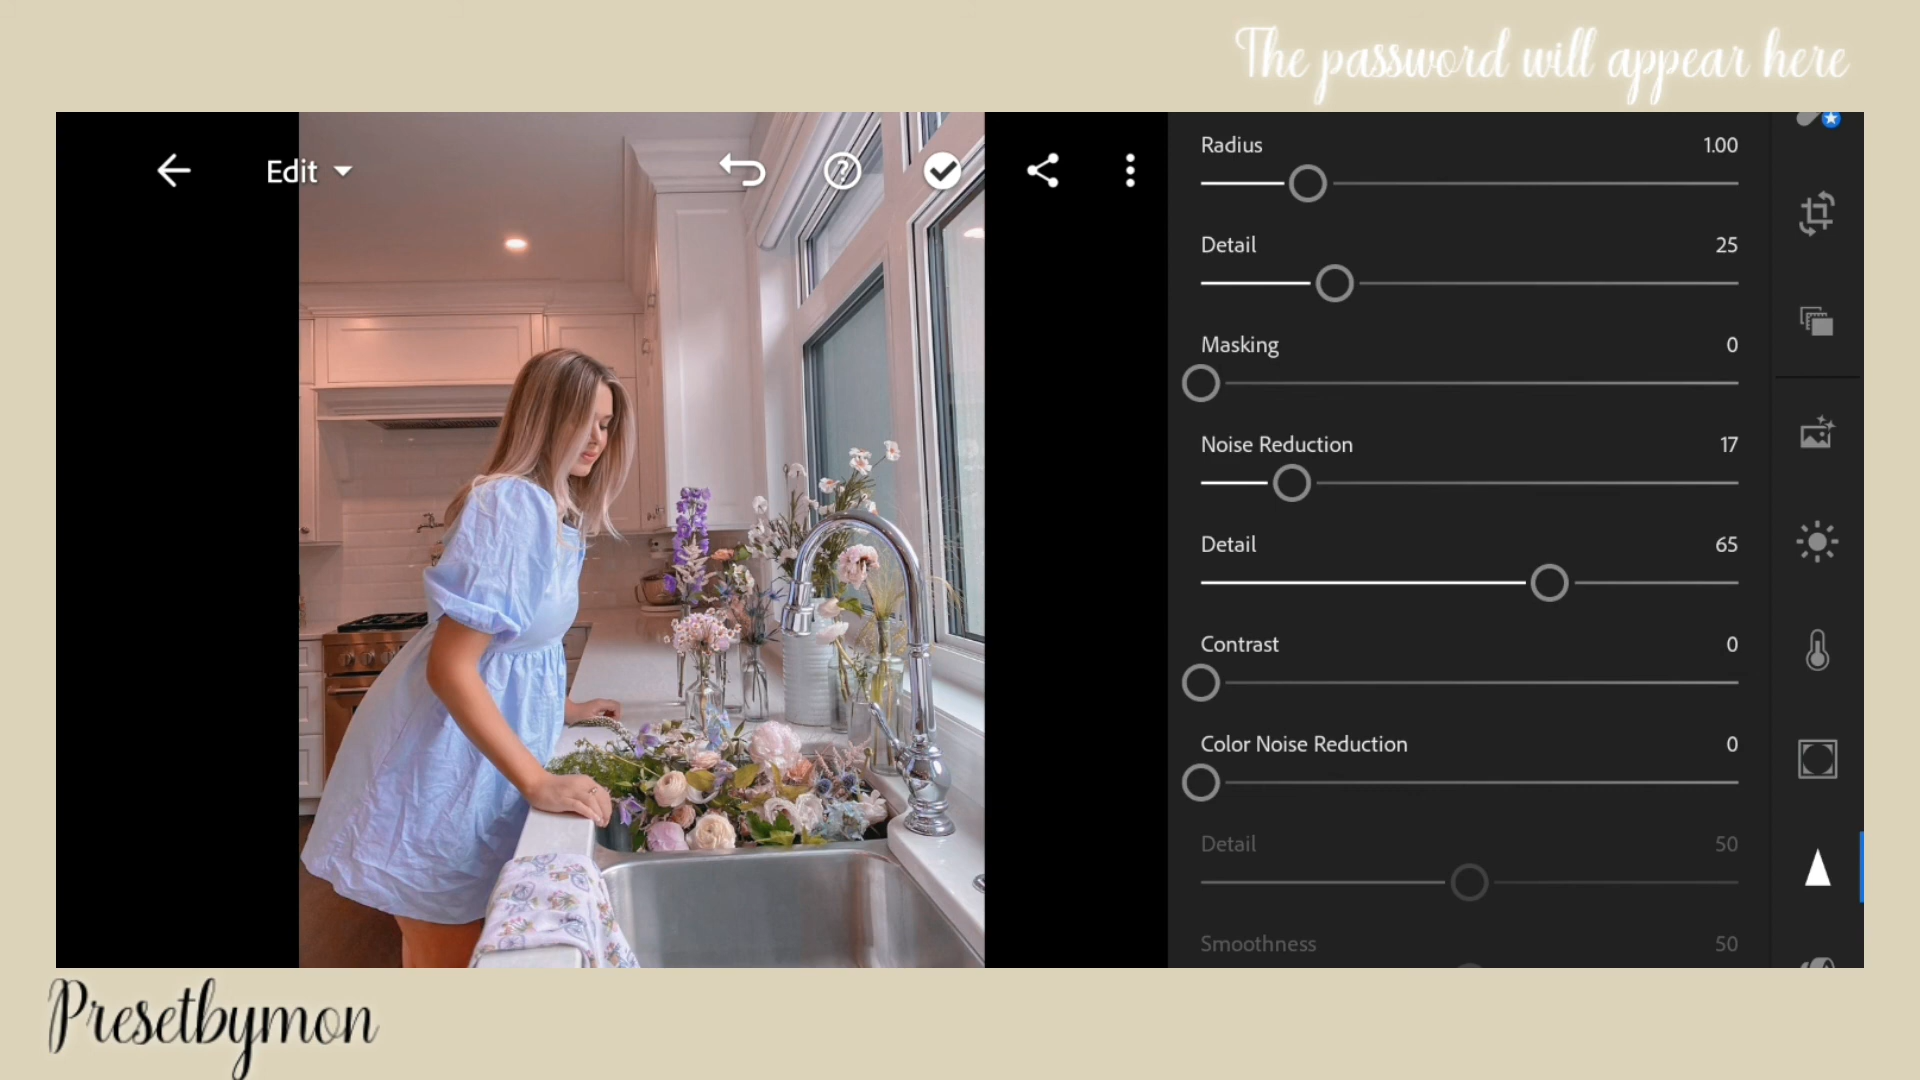 The password will appear here
Edit
Radius 1.00
Detail 25
Masking 0
Noise Reduction 17
Detail 65
Contrast 0
Color Noise Reduction 0
Detail 50
Smoothness 50
Presetbymon